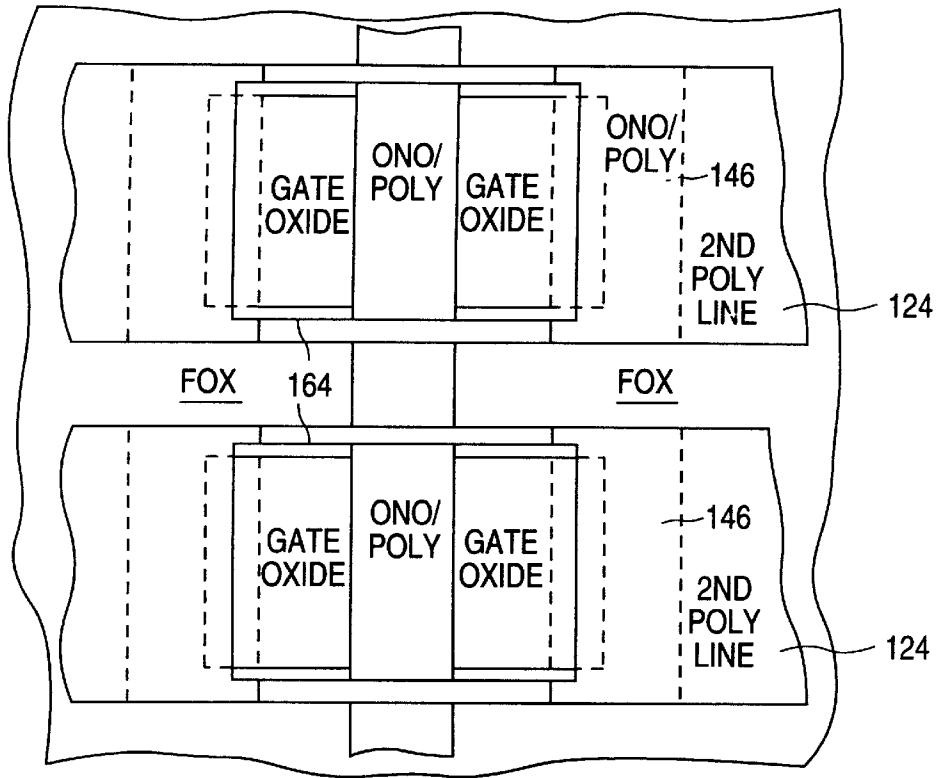 ONO/
POLY
146
GATE
OXIDE
ONO/
POLY
GATE
OXIDE
2ND
POLY
LINE
124
FOX
164
FOX
GATE
OXIDE
ONO/
POLY
GATE
OXIDE
146
2ND
POLY
LINE
124